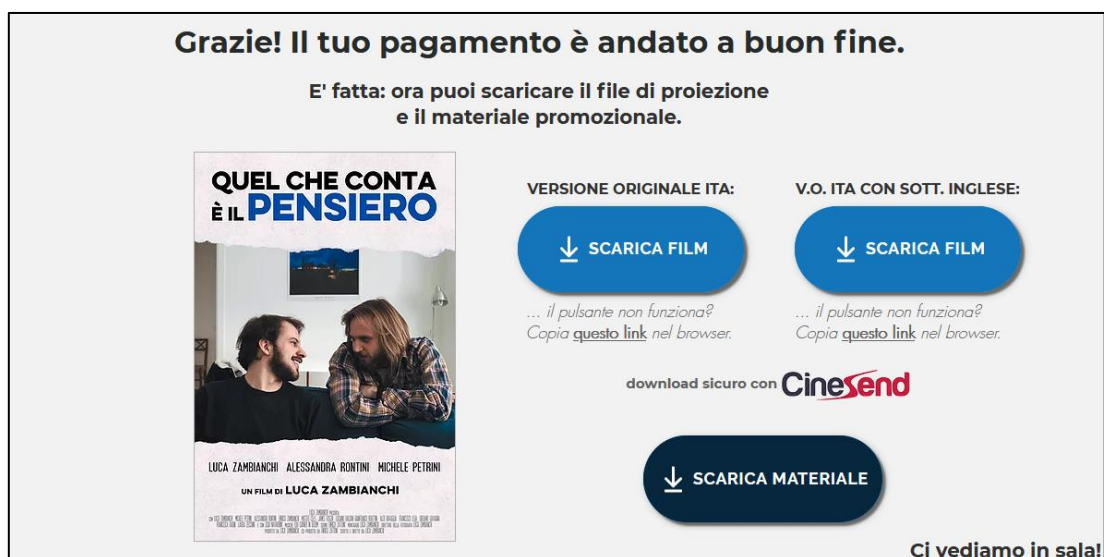 Grazie! Il tuo pagamento è andato a buon fine.
E' fatta: ora puoi scaricare il file di proiezione
e il materiale promozionale.
QUEL CHE CONTA
È IL PENSIERO
LUCA ZAMBIANCHI ALESSANDRA RONTINI MICHELE PETRINI
UN FILM DI LUCA ZAMBIANCHI
VERSIONE ORIGINALE ITA:
SCARICA FILM
... il pulsante non funziona?
Copia questo link nel browser.
V.O. ITA CON SOTT. INGLESE:
SCARICA FILM
... il pulsante non funziona?
Copia questo link nel browser.
download sicuro con CineSend
SCARICA MATERIALE
Ci vediamo in sala!